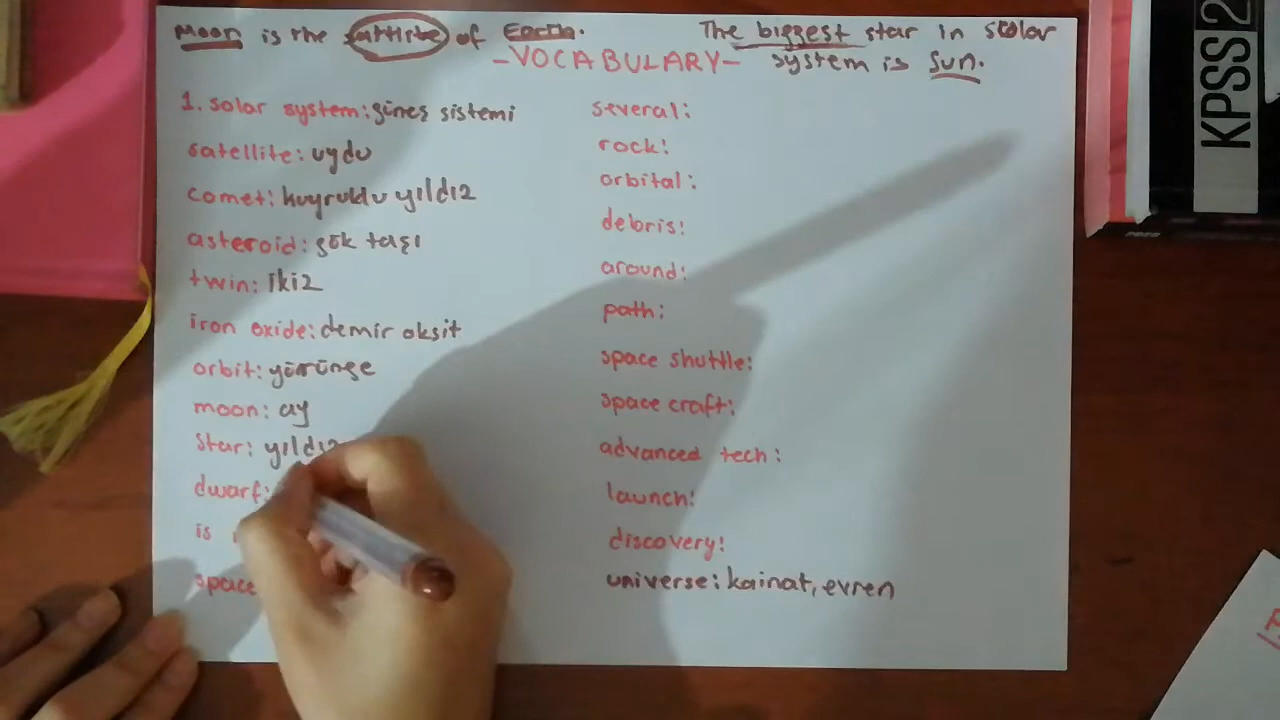 Moon is the sattlite of Earth.
The biggest star in solar
system is Sun.
-VOCABULARY-
1. solar system: güneş sistemi
satellite: uydu
comet: kuyruklu yıldız
asteroid: gök taşı
twin: ikiz
iron oxide: demir oksit
orbit: yörünge
moon: ay
star: yıldız
dwarf:
is
space
several:
rock:
orbital:
debris:
around:
path:
space shuttle:
space craft:
advanced tech:
launch:
discovery:
universe: kainat, evren
KPSS